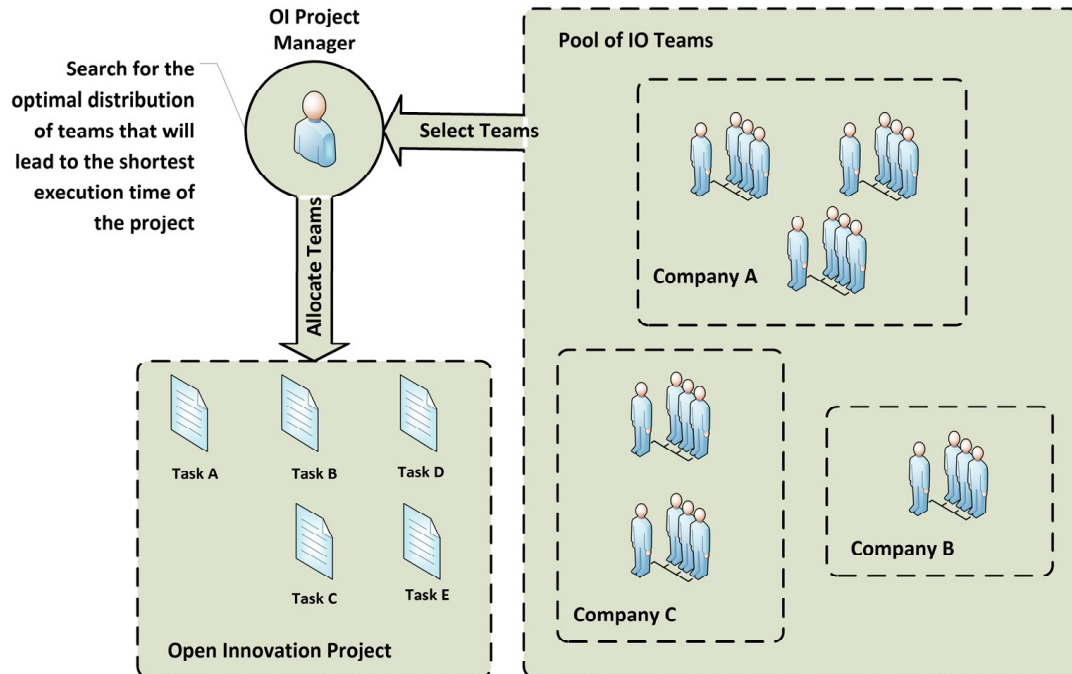 OI Project
Manager
Search for the
optimal distribution
of teams that will
lead to the shortest
execution time of
the project
Select Teams
Allocate Teams
Pool of IO Teams
Company A
Company C
Company B
Task A
Task B
Task D
Task C
Task E
Open Innovation Project